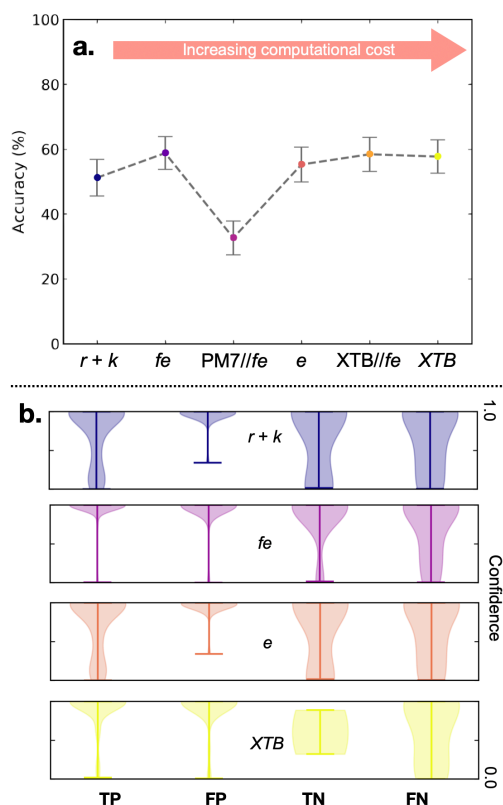 100
a.
Increasing computational cost
80
60
40
20
0
Accuracy (%)
r + k
fe
PM7//fe
e
XTB//fe
XTB
b.
1.0
r + k
fe
Confidence
e
XTB
0.0
TP
FP
TN
FN